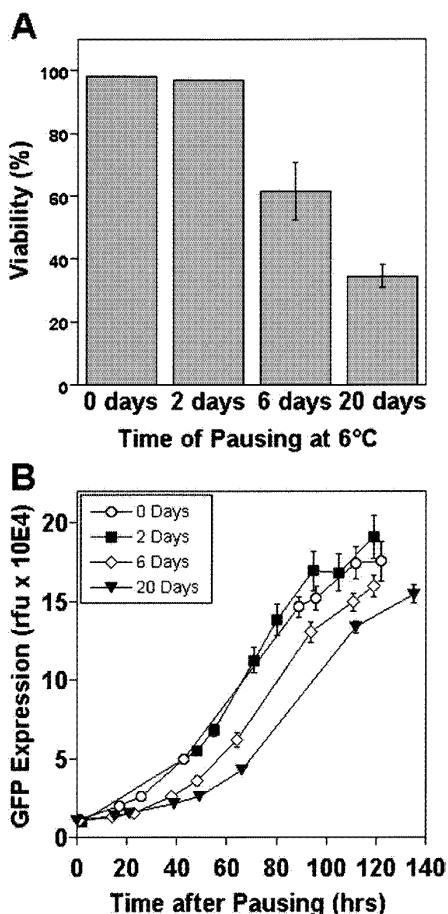 A
100
80
60
40
20
0
Viability (%)
0 days 2 days 6 days 20 days
Time of Pausing at 6°C
B
20
15
10
5
0
GFP Expression (rfu x 10E4)
0 Days
2 Days
6 Days
20 Days
0 20 40 60 80 100 120 140
Time after Pausing (hrs)